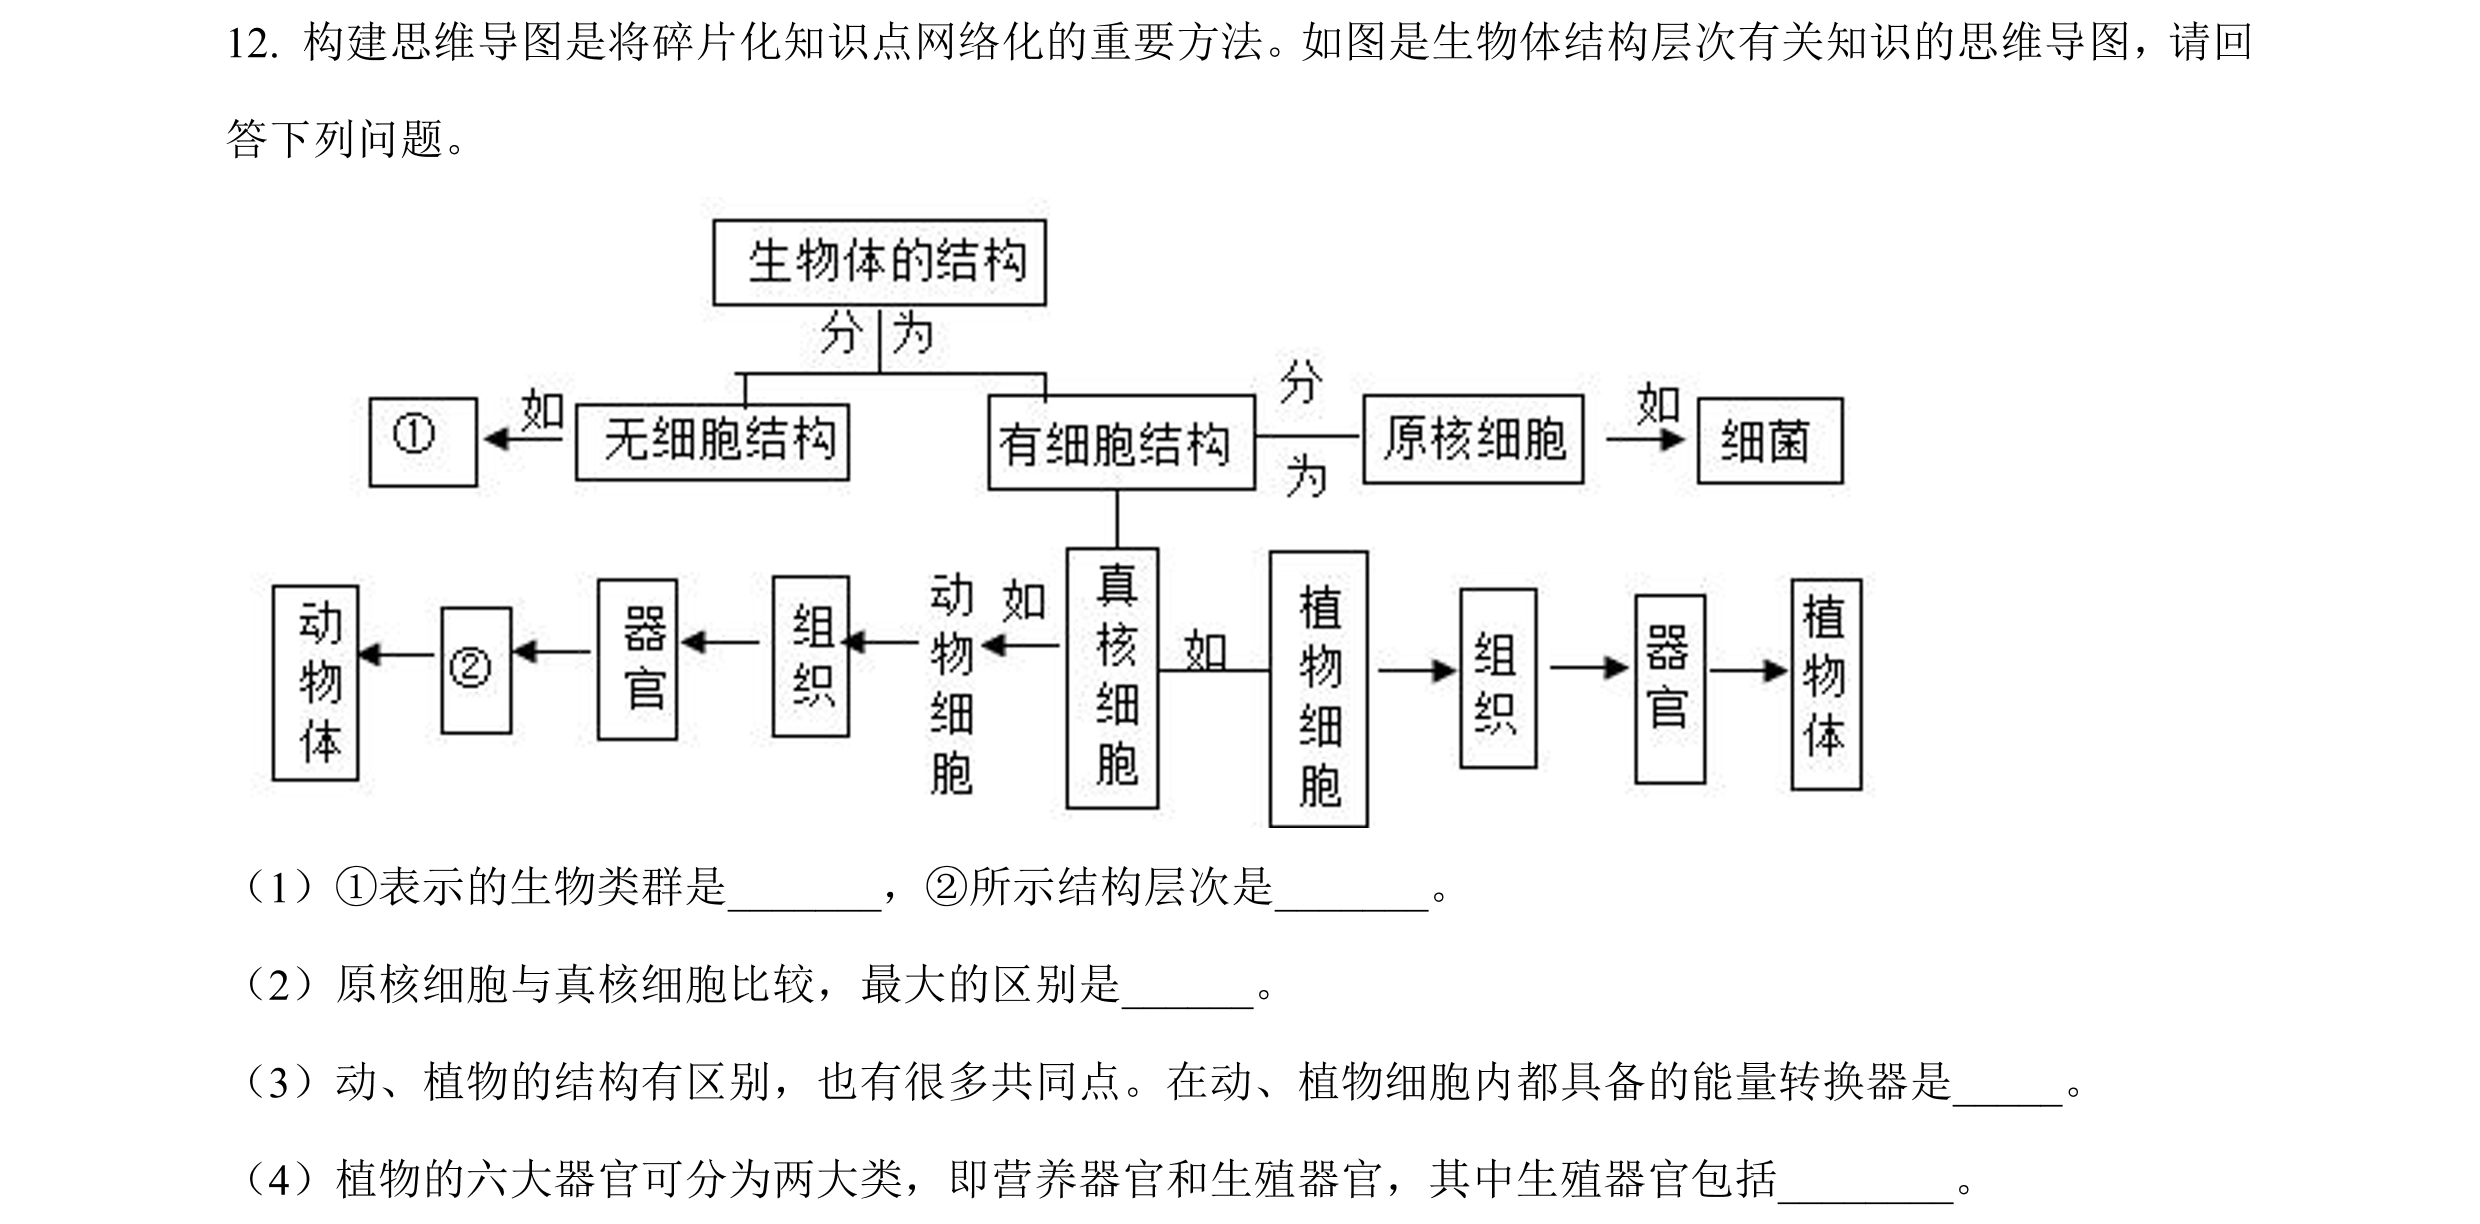 12. 构建思维导图是将碎片化知识点网络化的重要方法。如图是生物体结构层次有关知识的思维导图，请回
答下列问题。
生物体的结构
分为
① 如 无细胞结构 有细胞结构 分为 原核细胞 如 细菌
动物体 ② 器官 组织 动物细胞 如 真核细胞 如 植物细胞 组织 器官 植物体
（1）①表示的生物类群是_______，②所示结构层次是_______。
（2）原核细胞与真核细胞比较，最大的区别是______。
（3）动、植物的结构有区别，也有很多共同点。在动、植物细胞内都具备的能量转换器是_____。
（4）植物的六大器官可分为两大类，即营养器官和生殖器官，其中生殖器官包括________。